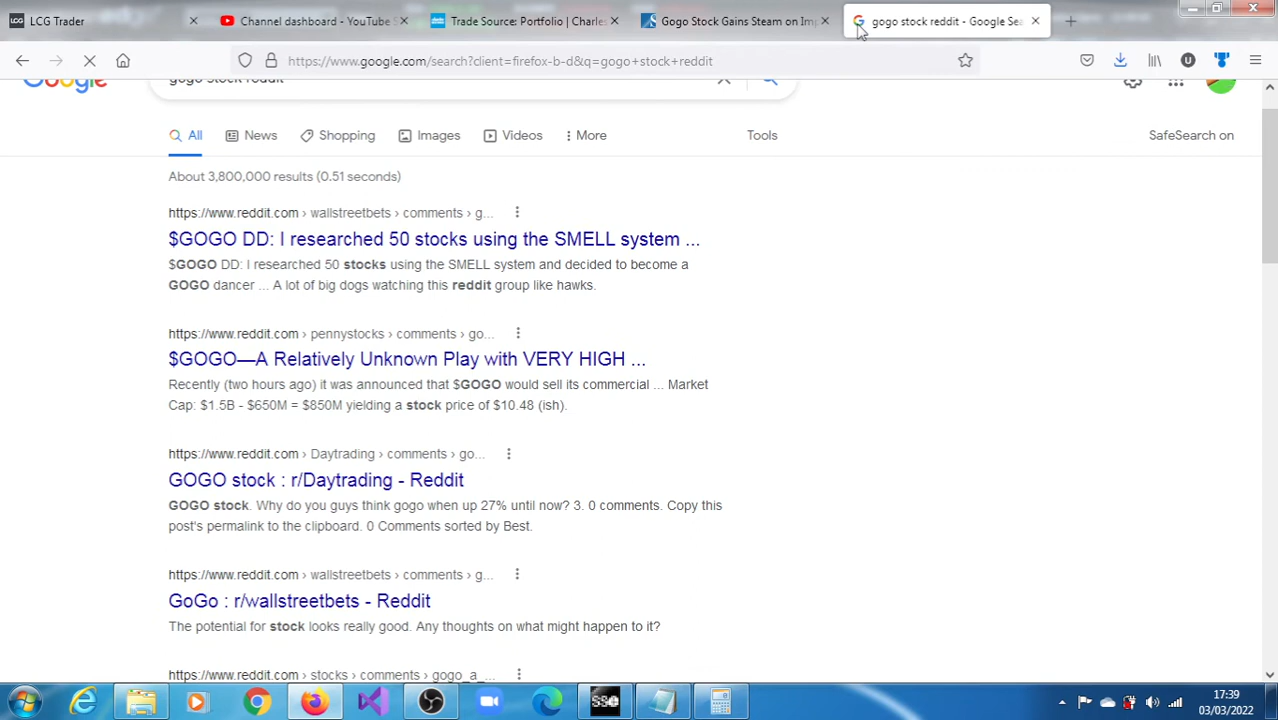 LCG Trader
Channel dashboard - YouTube S
Trade Source: Portfolio | Charles
Gogo Stock Gains Steam on Imp
gogo stock reddit - Google Sea
https://www.google.com/search?client=firefox-b-d&q=gogo+stock+reddit
Google
gogo stock reddit
All
News
Shopping
Images
Videos
More
Tools
SafeSearch on
About 3,800,000 results (0.51 seconds)
https://www.reddit.com › wallstreetbets › comments › g...
$GOGO DD: I researched 50 stocks using the SMELL system ...
$GOGO DD: I researched 50 stocks using the SMELL system and decided to become a
GOGO dancer ... A lot of big dogs watching this reddit group like hawks.
https://www.reddit.com › pennystocks › comments › go...
$GOGO—A Relatively Unknown Play with VERY HIGH ...
Recently (two hours ago) it was announced that $GOGO would sell its commercial ... Market
Cap: $1.5B - $650M = $850M yielding a stock price of $10.48 (ish).
https://www.reddit.com › Daytrading › comments › go...
GOGO stock : r/Daytrading - Reddit
GOGO stock. Why do you guys think gogo when up 27% until now? 3. 0 comments. Copy this
post's permalink to the clipboard. 0 Comments sorted by Best.
https://www.reddit.com › wallstreetbets › comments › g...
GoGo : r/wallstreetbets - Reddit
The potential for stock looks really good. Any thoughts on what might happen to it?
https://www.reddit.com › stocks › comments › gogo_a_...
SSC
17:39
03/03/2022